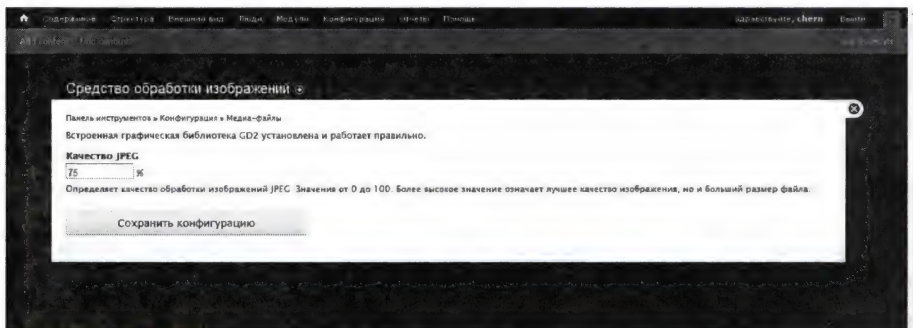 Содержимое Структура Внешний вид Люди Модули Конфигурация Отчеты Помощь Здравствуйте, chern Выйти
Средство обработки изображений
Панель инструментов » Конфигурация » Медиа-файлы
Встроенная графическая библиотека GD2 установлена и работает правильно.
Качество JPEG
75 %
Определяет качество обработки изображений JPEG. Значения от 0 до 100. Более высокое значение означает лучшее качество изображения, но и больший размер файла.
Сохранить конфигурацию